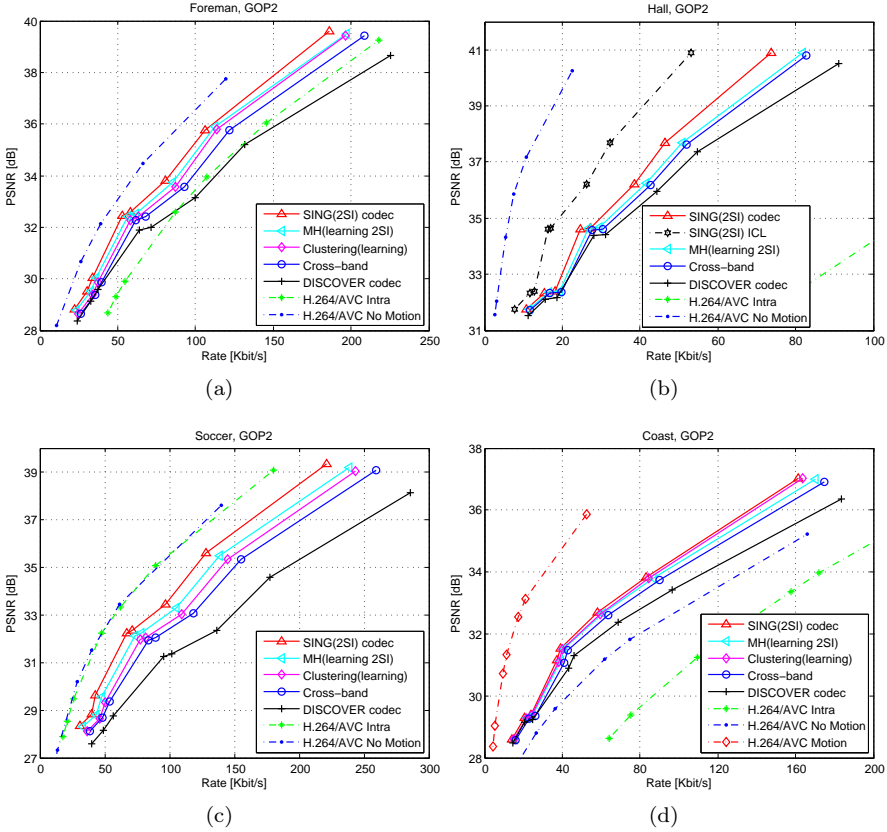 Foreman, GOP2
40
38
36
34
32
30
28
PSNR [dB]
0
50
100
150
200
250
Rate [Kbit/s]
SING(2SI) codec
MH(learning 2SI)
Clustering(learning)
Cross−band
DISCOVER codec
H.264/AVC Intra
H.264/AVC No Motion
(a)
Hall, GOP2
43
41
39
37
35
33
31
PSNR [dB]
0
20
40
60
80
100
Rate [Kbit/s]
SING(2SI) codec
SING(2SI) ICL
MH(learning 2SI)
Cross−band
DISCOVER codec
H.264/AVC Intra
H.264/AVC No Motion
(b)
Soccer, GOP2
39
37
35
33
31
29
27
PSNR [dB]
0
50
100
150
200
250
300
Rate [Kbit/s]
SING(2SI) codec
MH(learning 2SI)
Clustering(learning)
Cross−band
DISCOVER codec
H.264/AVC Intra
H.264/AVC No Motion
(c)
Coast, GOP2
38
37
35
34
32
31
29
28
PSNR [dB]
0
40
80
120
160
200
Rate [Kbit/s]
SING(2SI) codec
MH(learning 2SI)
Clustering(learning)
Cross−band
DISCOVER codec
H.264/AVC Intra
H.264/AVC No Motion
H.264/AVC Motion
(d)